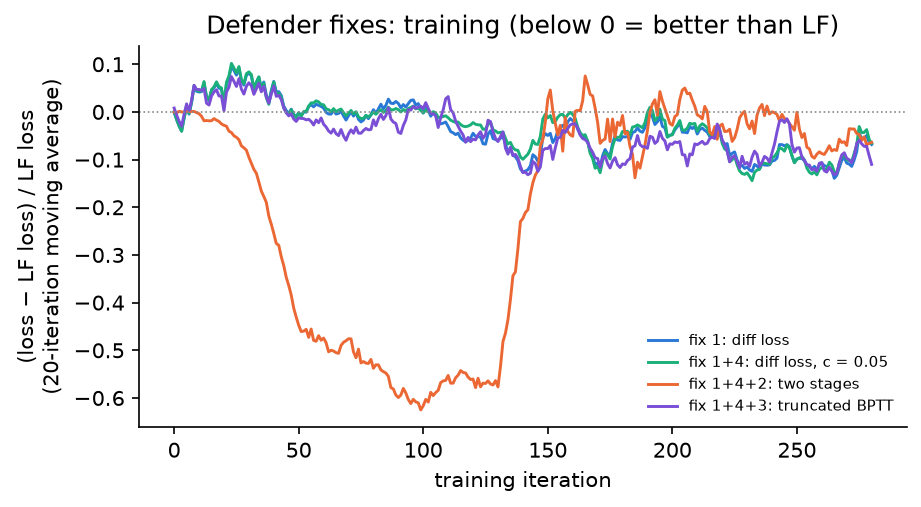 Defender fixes: training (below 0 = better than LF)
(loss − LF loss) / LF loss
(20-iteration moving average)
0.1
0.0
−0.1
−0.2
−0.3
−0.4
−0.5
−0.6
fix 1: diff loss
fix 1+4: diff loss, c = 0.05
fix 1+4+2: two stages
fix 1+4+3: truncated BPTT
0 50 100 150 200 250
training iteration